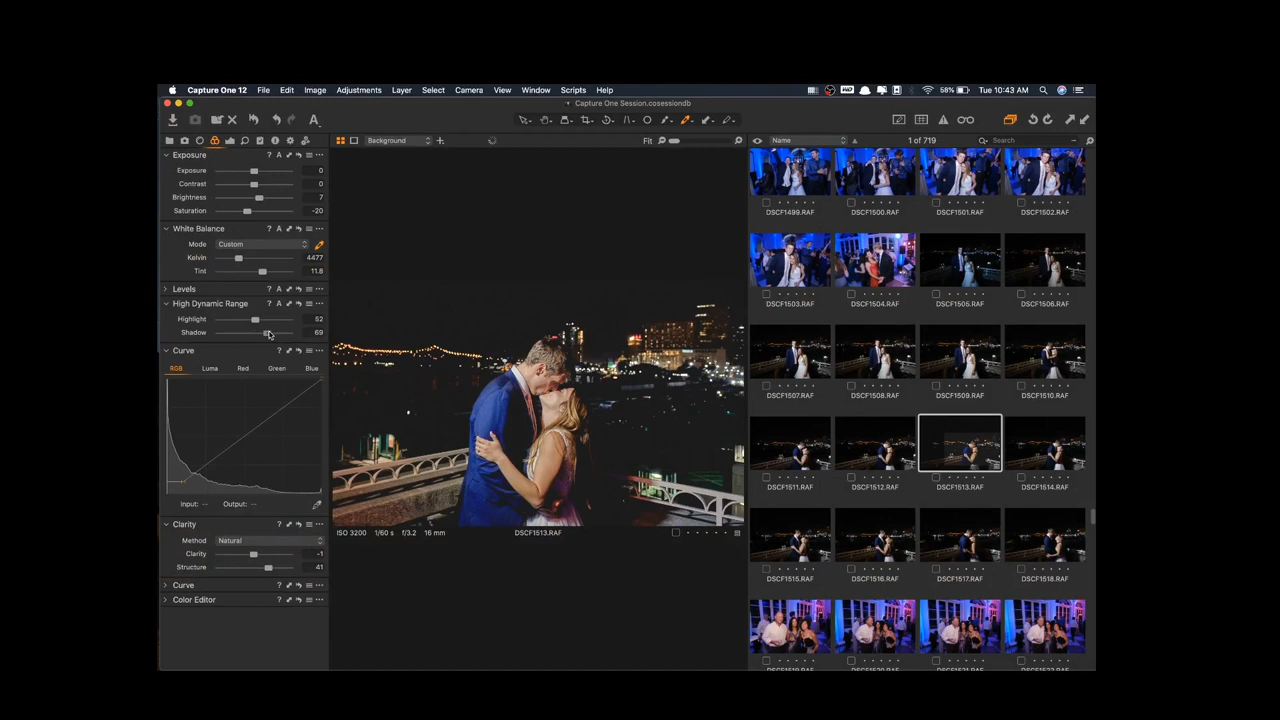 Capture One 12 File Edit Image Adjustments Layer Select Camera View Window Scripts Help 58% Tue 10:43 AM
Capture One Session.cosessiondb
Background Fit Name 1 of 719 Search
Exposure
Exposure 0
Contrast 0
Brightness 7
Saturation -20
White Balance
Mode Custom
Kelvin 4477
Tint 11.8
Levels
High Dynamic Range
Highlight 52
Shadow 69
Curve
RGB Luma Red Green Blue
Input: -- Output: --
Clarity
Method Natural
Clarity -1
Structure 41
Curve
Color Editor
ISO 3200 1/60 s f/3.2 16 mm DSCF1513.RAF
DSCF1499.RAF DSCF1500.RAF DSCF1501.RAF DSCF1502.RAF
DSCF1503.RAF DSCF1504.RAF DSCF1505.RAF DSCF1506.RAF
DSCF1507.RAF DSCF1508.RAF DSCF1509.RAF DSCF1510.RAF
DSCF1511.RAF DSCF1512.RAF DSCF1513.RAF DSCF1514.RAF
DSCF1515.RAF DSCF1516.RAF DSCF1517.RAF DSCF1518.RAF